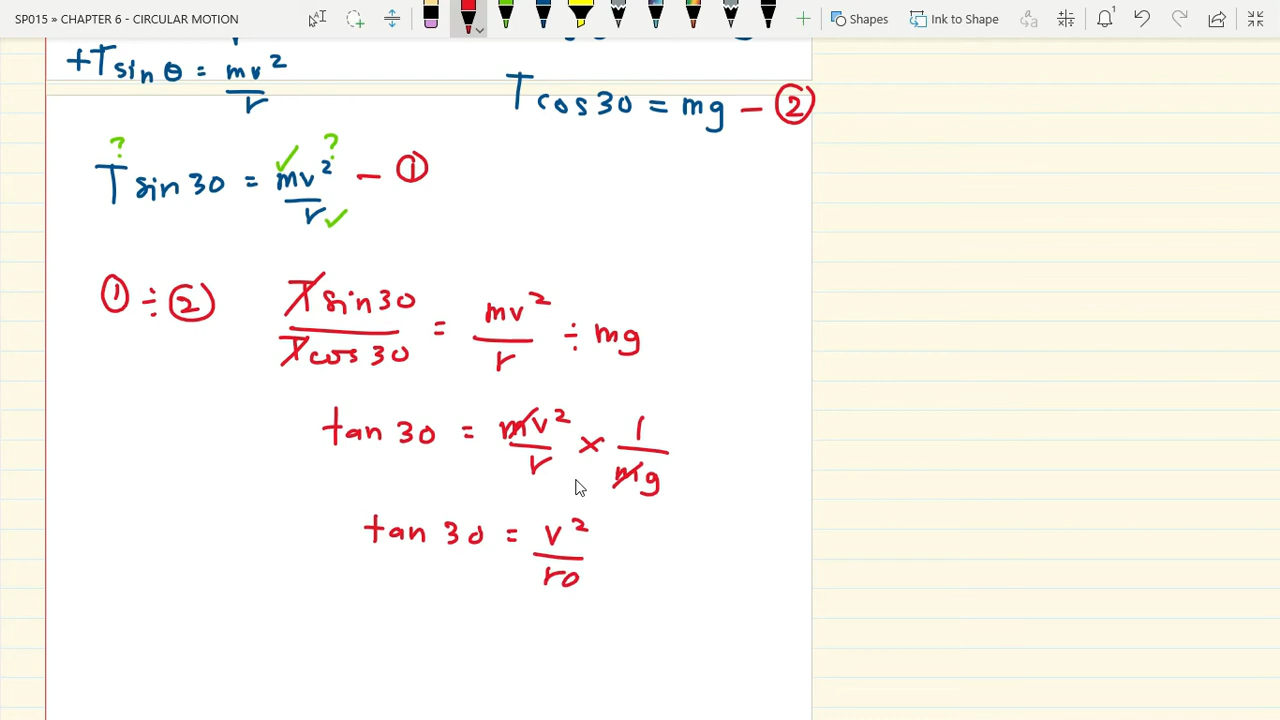 SP015 » CHAPTER 6 - CIRCULAR MOTION
Shapes
Ink to Shape
+T sin θ = mv² / r
T cos 30 = mg — ②
? ✓ ?
T sin 30 = mv² / r — ①
✓
① ÷ ② T sin 30 / T cos 30 = mv² / r ÷ mg
tan 30 = mv² / r × 1 / mg
tan 30 = v² / ro